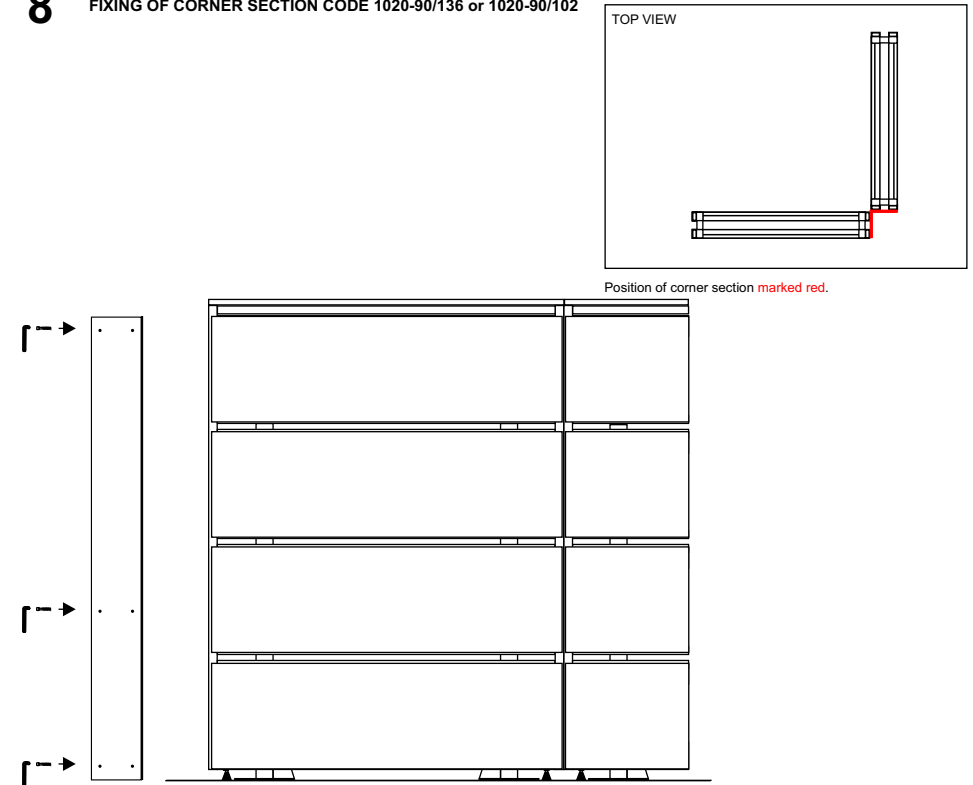 8
FIXING OF CORNER SECTION CODE 1020-90/136 or 1020-90/102
TOP VIEW
Position of corner section marked red.